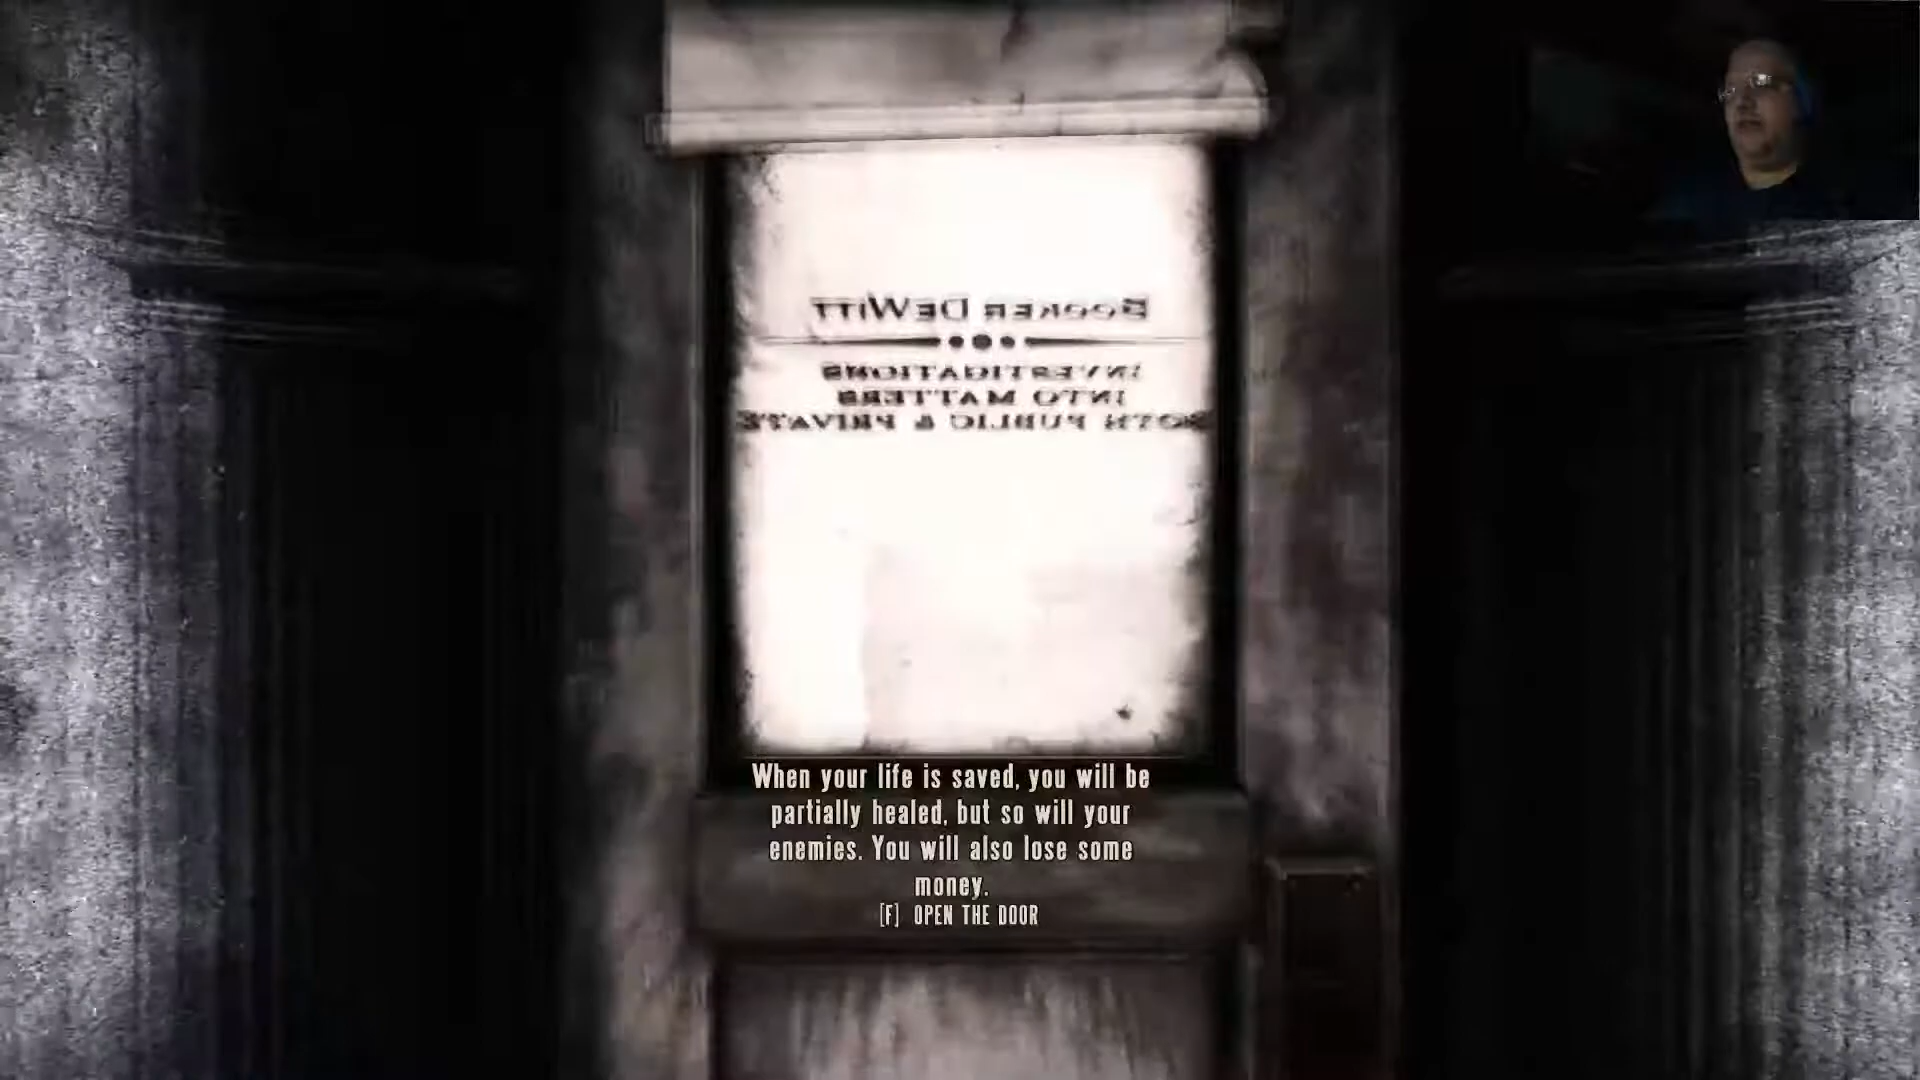 BOOKER DEWITT
INVESTIGATIONS
INTO MATTERS
BOTH PUBLIC & PRIVATE
When your life is saved, you will be
partially healed, but so will your
enemies. You will also lose some
money.
[F] OPEN THE DOOR